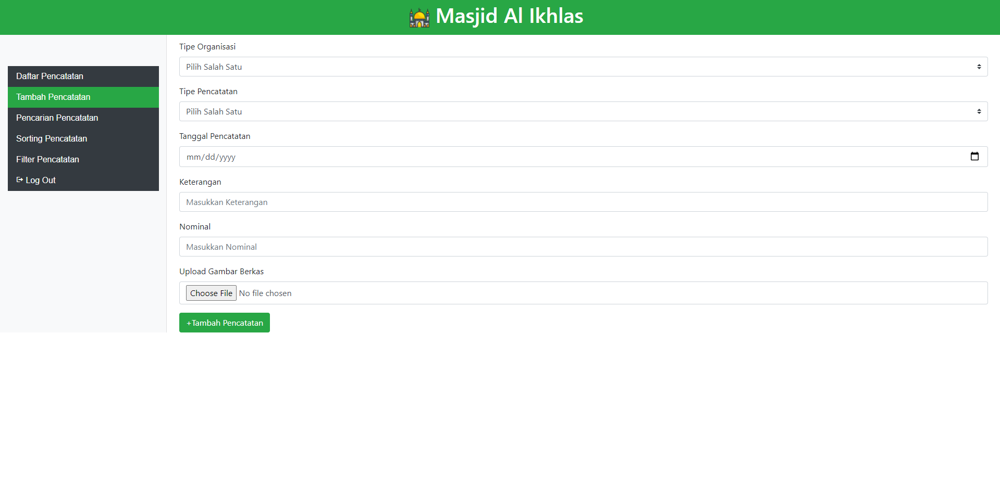 Masjid Al Ikhlas
Daftar Pencatatan
Tambah Pencatatan
Pencarian Pencatatan
Sorting Pencatatan
Filter Pencatatan
Log Out
Tipe Organisasi
Pilih Salah Satu
Tipe Pencatatan
Pilih Salah Satu
Tanggal Pencatatan
mm/dd/yyyy
Keterangan
Masukkan Keterangan
Nominal
Masukkan Nominal
Upload Gambar Berkas
Choose File No file chosen
+Tambah Pencatatan